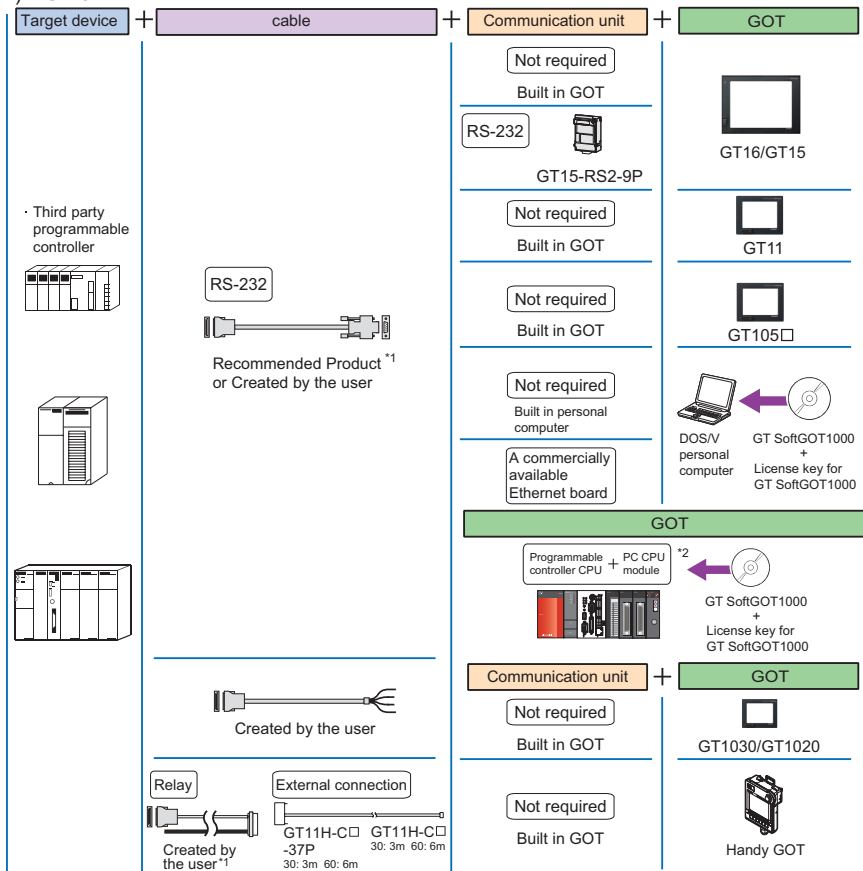 Target device + cable + Communication unit + GOT
Not required
Built in GOT
RS-232
GT15-RS2-9P
GT16/GT15
· Third party
programmable
controller
RS-232
Recommended Product *1
or Created by the user
Not required
Built in GOT
GT11
Not required
Built in GOT
GT105□
Not required
Built in personal
computer
A commercially
available
Ethernet board
DOS/V
personal
computer
GT SoftGOT1000
+
License key for
GT SoftGOT1000
GOT
Programmable
controller CPU
+
PC CPU
module
*2
GT SoftGOT1000
+
License key for
GT SoftGOT1000
Communication unit + GOT
Created by the user
Not required
Built in GOT
GT1030/GT1020
Relay
Created by
the user*1
External connection
GT11H-C□
-37P
30: 3m 60: 6m
GT11H-C□
30: 3m 60: 6m
Not required
Built in GOT
Handy GOT